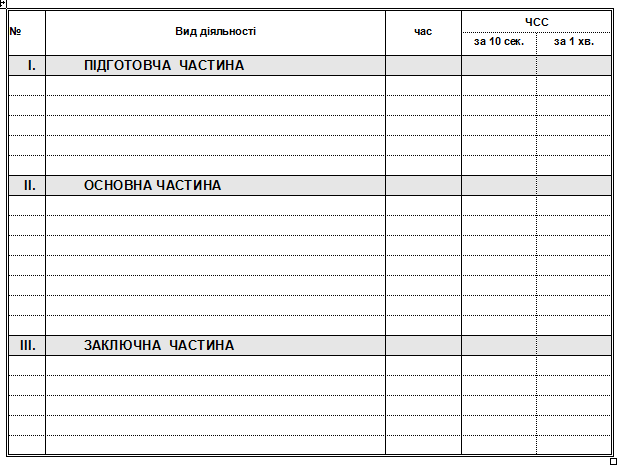 № Вид діяльності час ЧСС
за 10 сек. за 1 хв.
I. ПІДГОТОВЧА ЧАСТИНА
II. ОСНОВНА ЧАСТИНА
III. ЗАКЛЮЧНА ЧАСТИНА